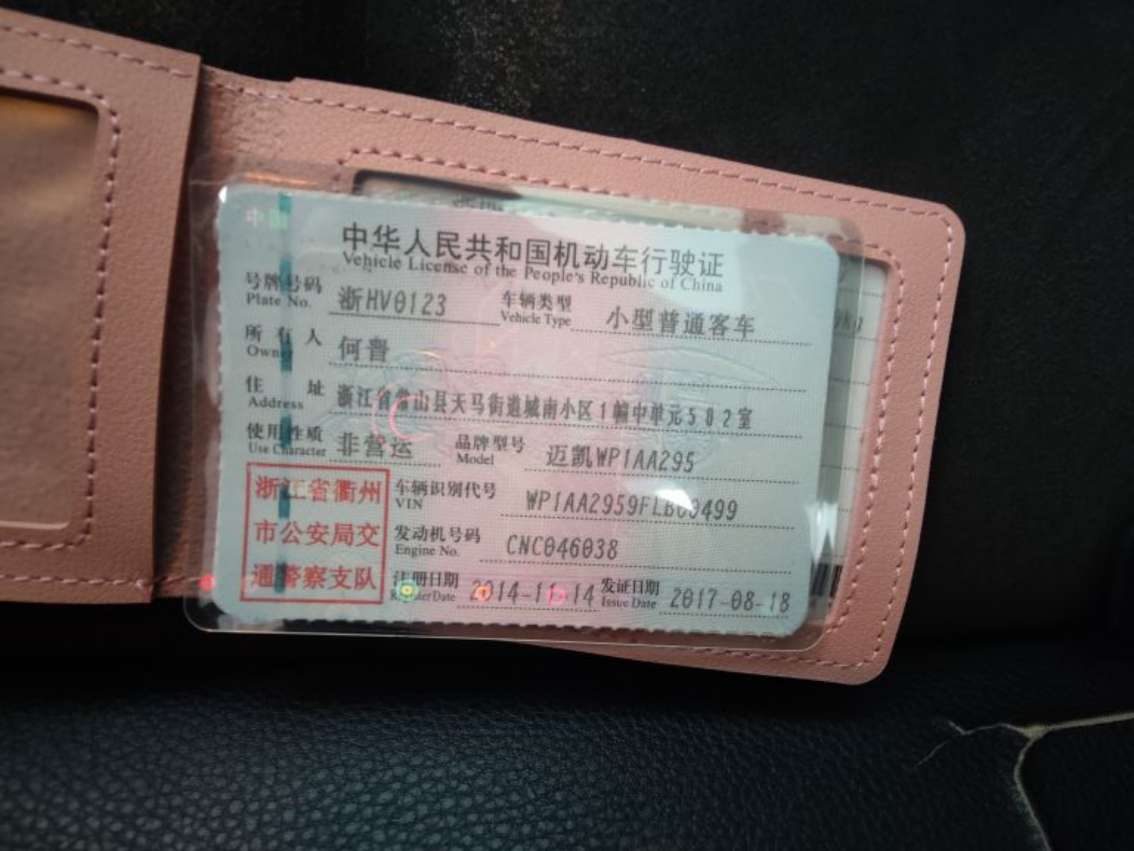 中国
中华人民共和国机动车行驶证
Vehicle License of the People's Republic of China
号牌号码 浙HV0123 车辆类型 小型普通客车
Plate No. Vehicle Type
所有人 何晋
Owner
住址 浙江省常山县天马街道城南小区1幢中单元502室
Address
使用性质 非营运 品牌型号 迈凯WP1AA295
Use Character Model
浙江省衢州 车辆识别代号 WP1AA2959FLB09499
VIN
市公安局交 发动机号码 CNC046038
Engine No.
通警察支队 注册日期 2014-11-14 发证日期 2017-08-18
Register Date Issue Date